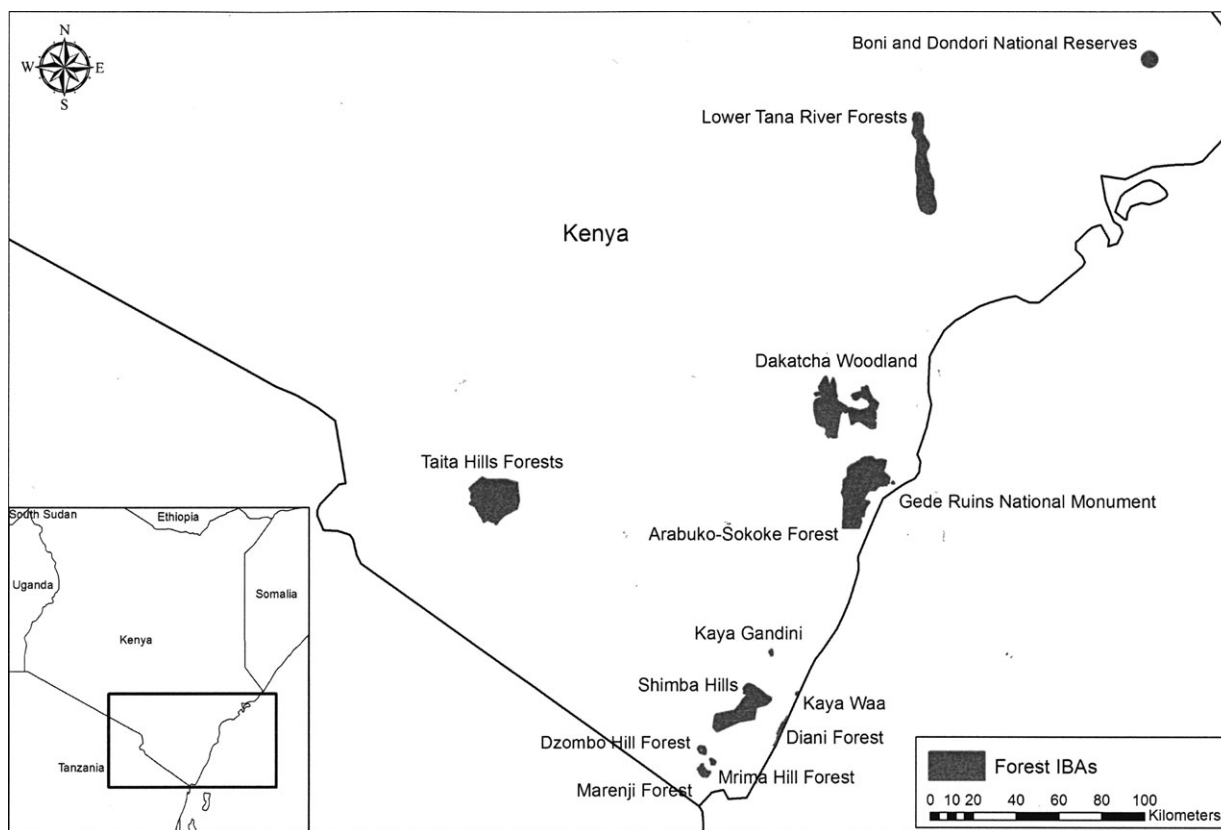 N
W E
S
Boni and Dondori National Reserves
Lower Tana River Forests
Kenya
Dakatcha Woodland
Taita Hills Forests
Gede Ruins National Monument
Arabuko-Sokoke Forest
Kaya Gandini
Shimba Hills
Kaya Waa
Diani Forest
Dzombo Hill Forest
Mrima Hill Forest
Marenji Forest
South Sudan
Ethiopia
Uganda
Somalia
Kenya
Tanzania
Forest IBAs
0 10 20 40 60 80 100
Kilometers